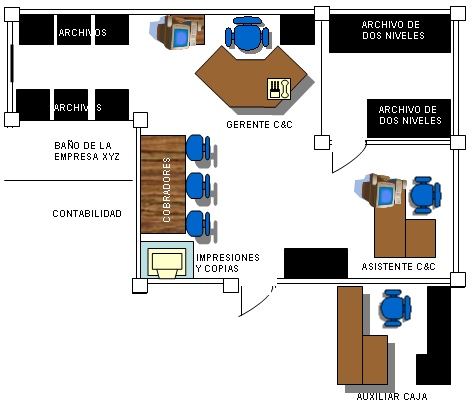 ARCHIVOS
ARCHIVO DE
DOS NIVELES
ARCHIVOS
ARCHIVO DE
DOS NIVELES
GERENTE C&C
BAÑO DE LA
EMPRESA XYZ
COBRADORES
CONTABILIDAD
IMPRESIONES
Y COPIAS
ASISTENTE C&C
AUXILIAR CAJA